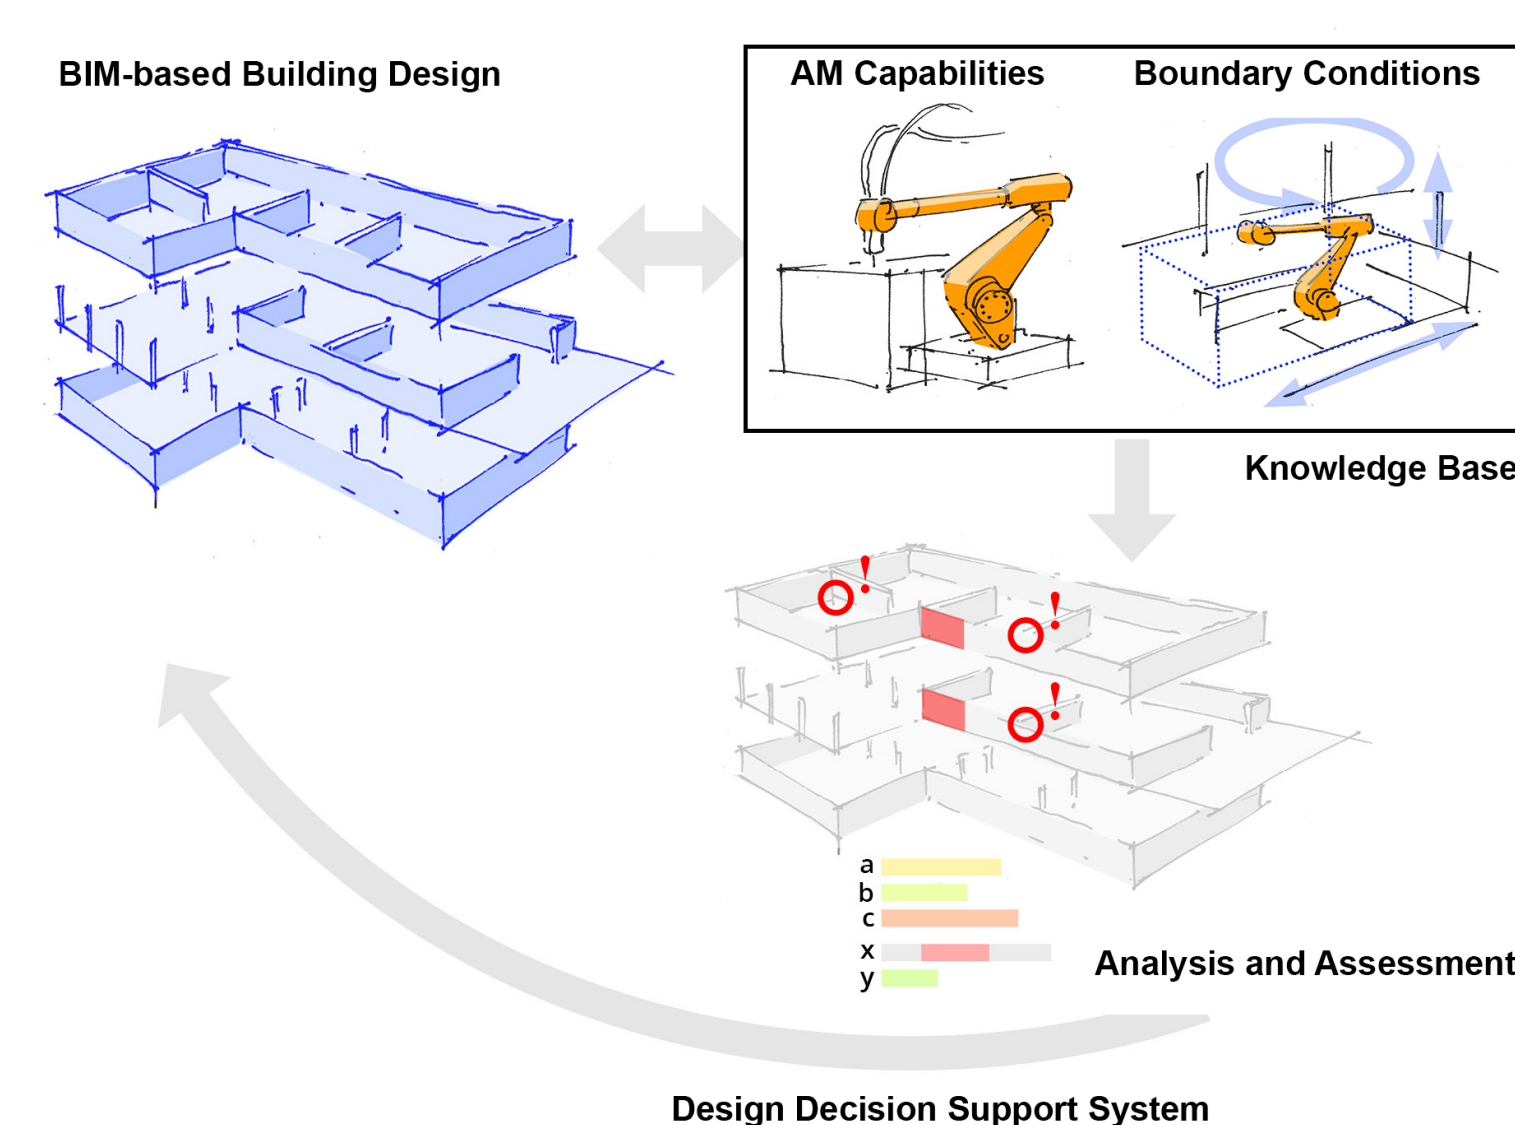 BIM-based Building Design
AM Capabilities
Boundary Conditions
Knowledge Base
!
!
!
a
b
c
x
y
Analysis and Assessment
Design Decision Support System